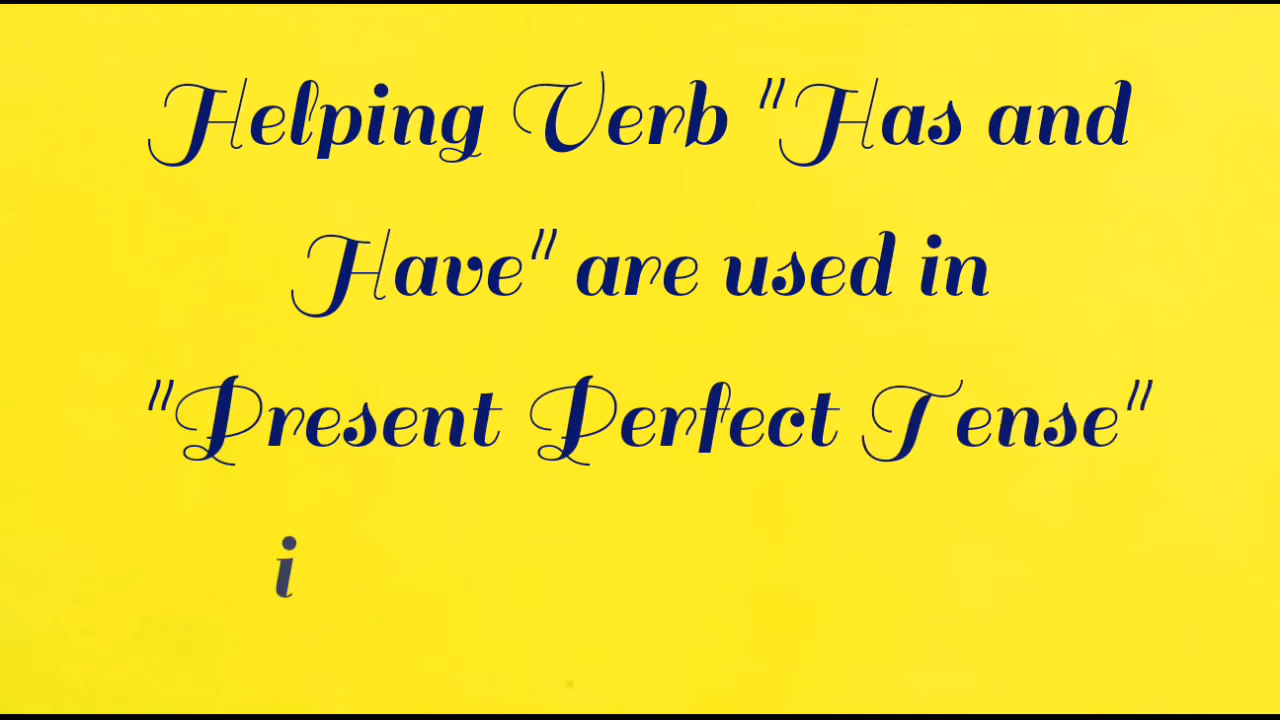 Helping Verb "Has and
Have" are used in
"Present Perfect Tense"
i